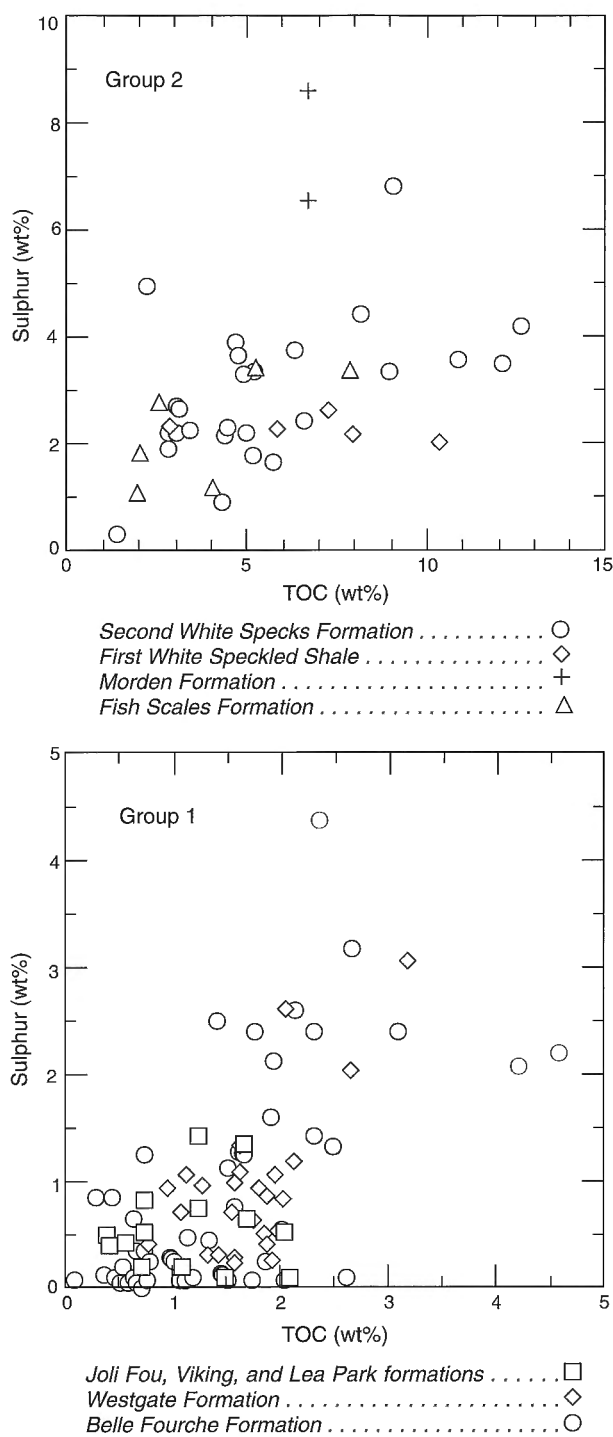 10
Group 2
8
6
Sulphur (wt%)
4
2
0
0 5 10 15
TOC (wt%)
Second White Specks Formation . . . . . . . . . . . . .
First White Speckled Shale . . . . . . . . . . . . . . . . .
Morden Formation . . . . . . . . . . . . . . . . . . . . . . . .
Fish Scales Formation . . . . . . . . . . . . . . . . . . . . .
5
Group 1
4
3
Sulphur (wt%)
2
1
0
0 1 2 3 4 5
TOC (wt%)
Joli Fou, Viking, and Lea Park formations . . . . . .
Westgate Formation . . . . . . . . . . . . . . . . . . . . . . .
Belle Fourche Formation . . . . . . . . . . . . . . . . . . .